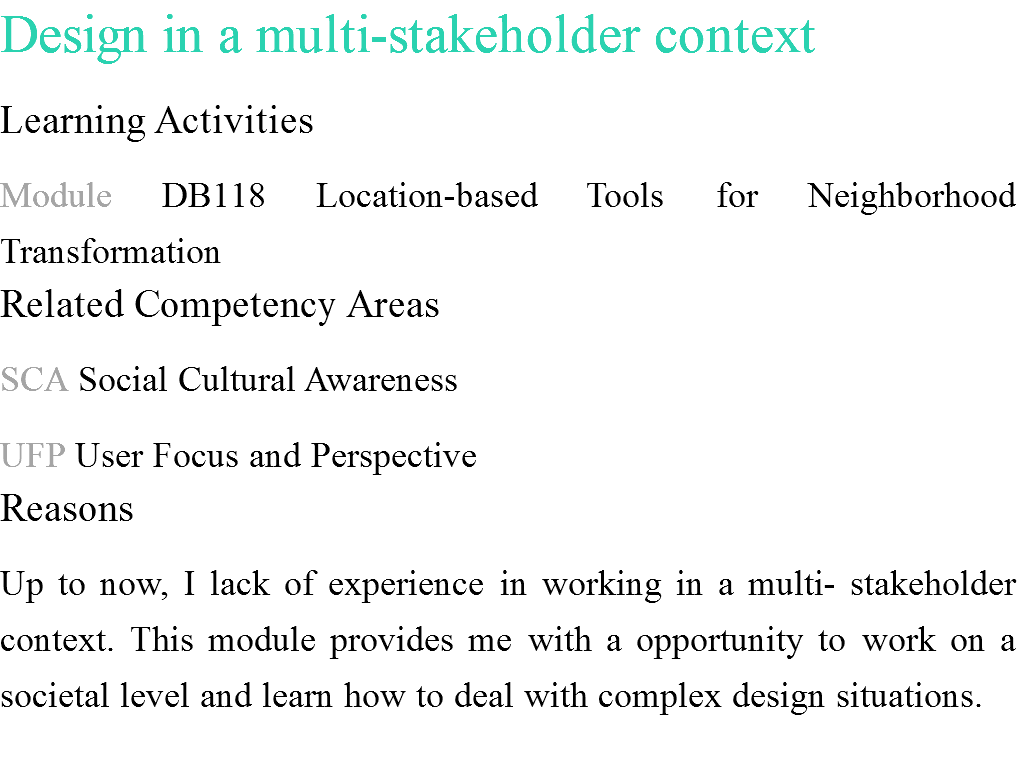 Design in a multi-stakeholder context
Learning Activities
Module DB118 Location-based Tools for Neighborhood
Transformation
Related Competency Areas
SCA Social Cultural Awareness
UFP User Focus and Perspective
Reasons
Up to now, I lack of experience in working in a multi- stakeholder
context. This module provides me with a opportunity to work on a
societal level and learn how to deal with complex design situations.